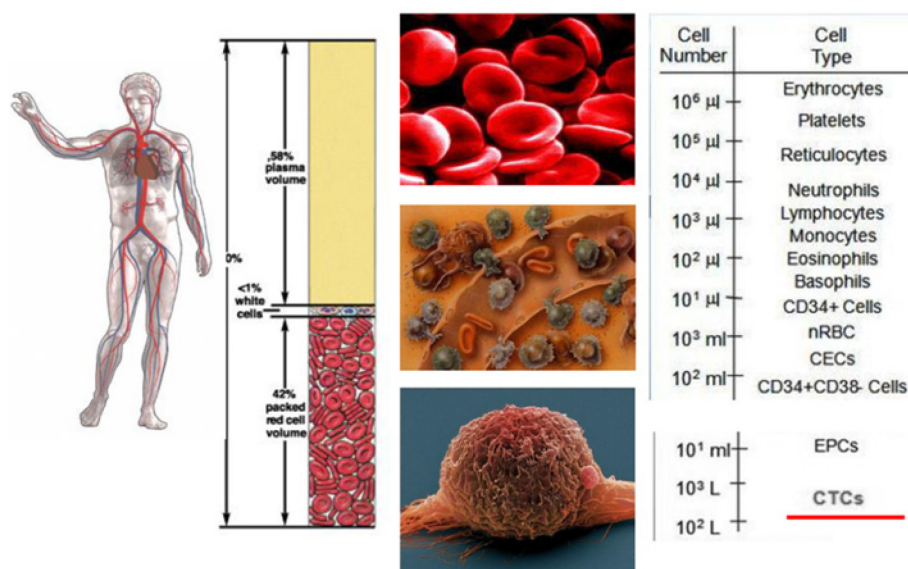 ,58%
plasma
volume
0%
<1%
white
cells
42%
packed
red cell
volume
Cell
Number
Cell
Type
10⁶ µl
Erythrocytes
Platelets
10⁵ µl
Reticulocytes
10⁴ µl
Neutrophils
10³ µl
Lymphocytes
Monocytes
10² µl
Eosinophils
Basophils
10¹ µl
CD34+ Cells
10³ ml
nRBC
CECs
10² ml
CD34+CD38- Cells
10¹ ml
EPCs
10³ L
CTCs
10² L